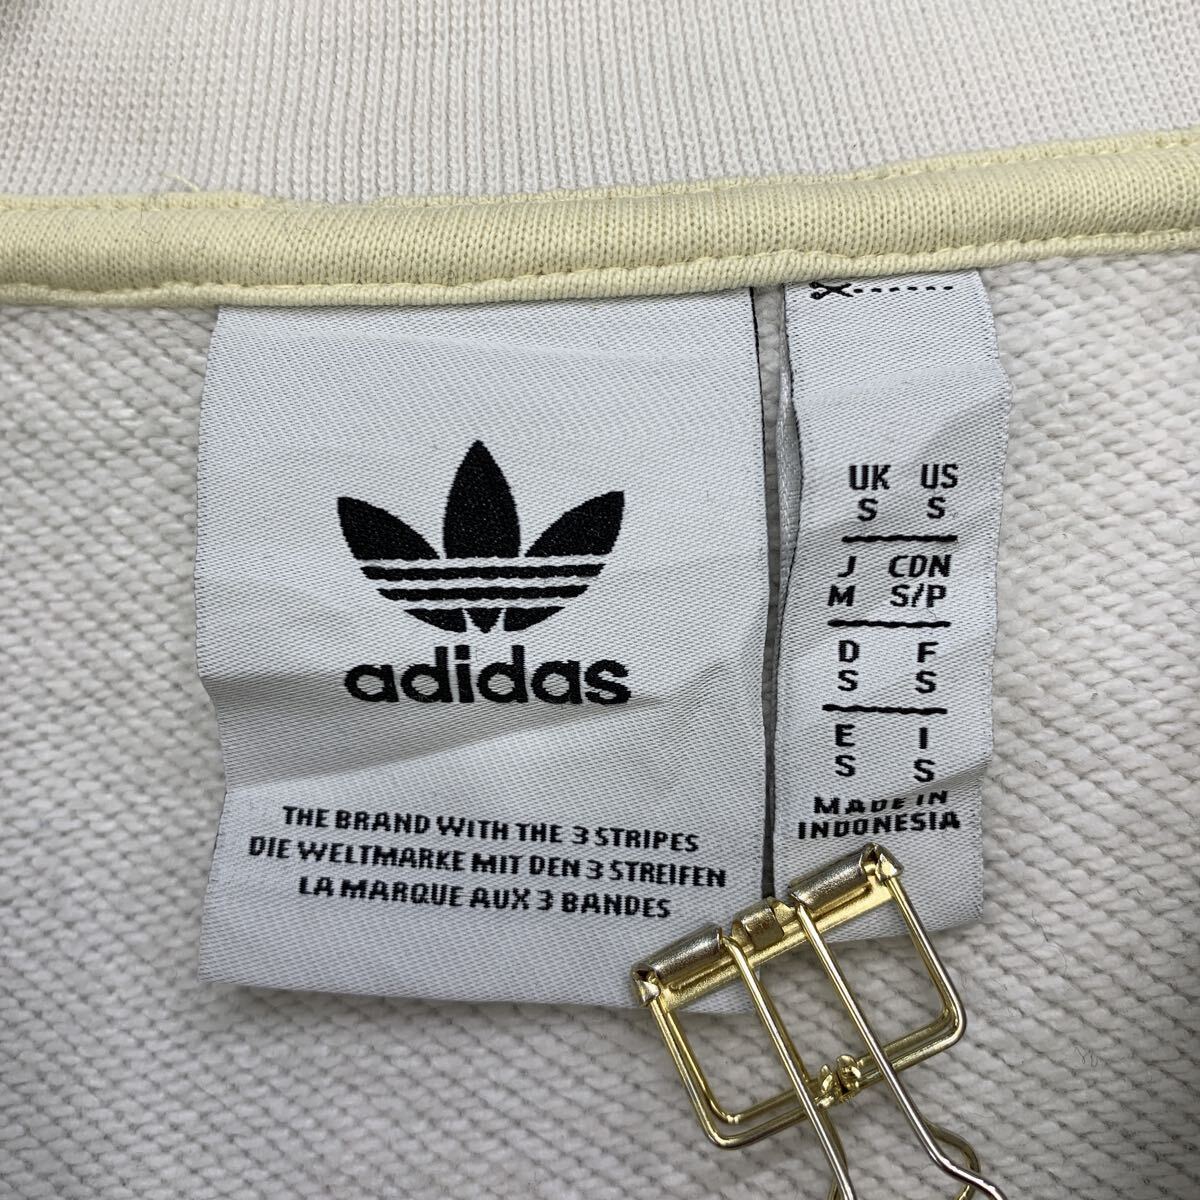 adidas
THE BRAND WITH THE 3 STRIPES
DIE WELTMARKE MIT DEN 3 STREIFEN
LA MARQUE AUX 3 BANDES
UK US
S S
J CDN
M S/P
D F
S S
E I
S S
MADE IN
INDONESIA